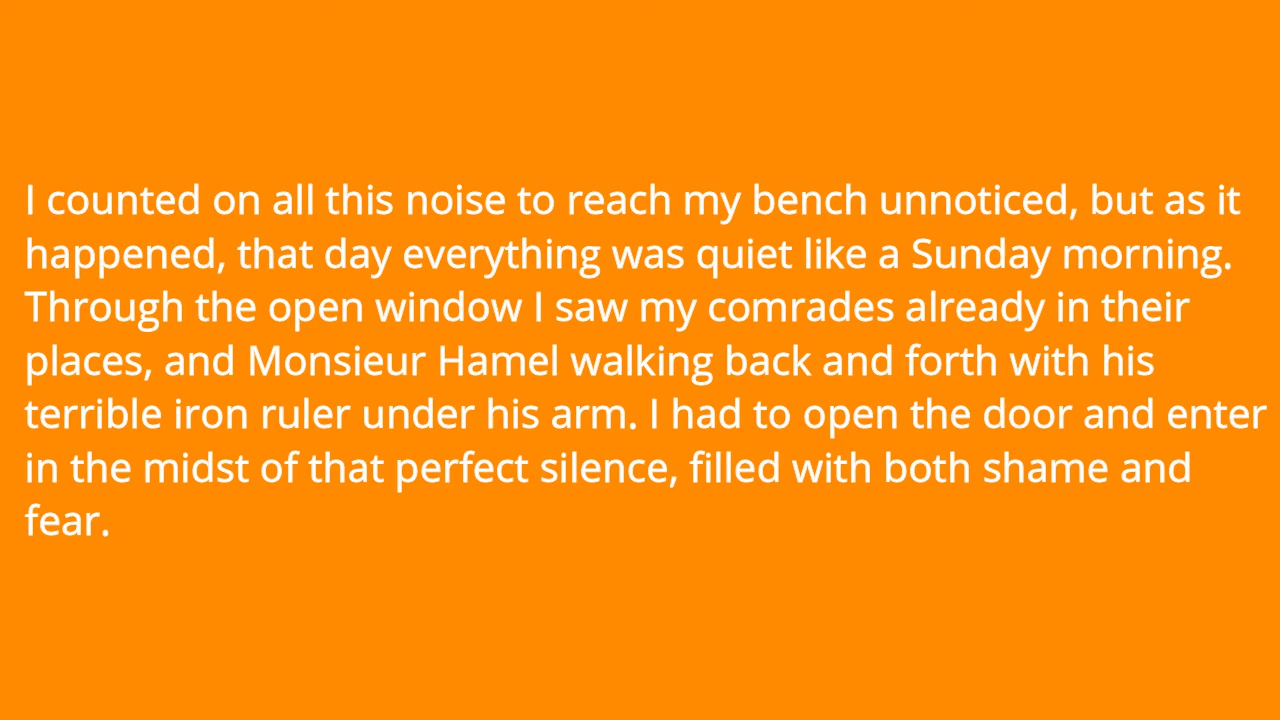 I counted on all this noise to reach my bench unnoticed, but as it
happened, that day everything was quiet like a Sunday morning.
Through the open window I saw my comrades already in their
places, and Monsieur Hamel walking back and forth with his
terrible iron ruler under his arm. I had to open the door and enter
in the midst of that perfect silence, filled with both shame and
fear.